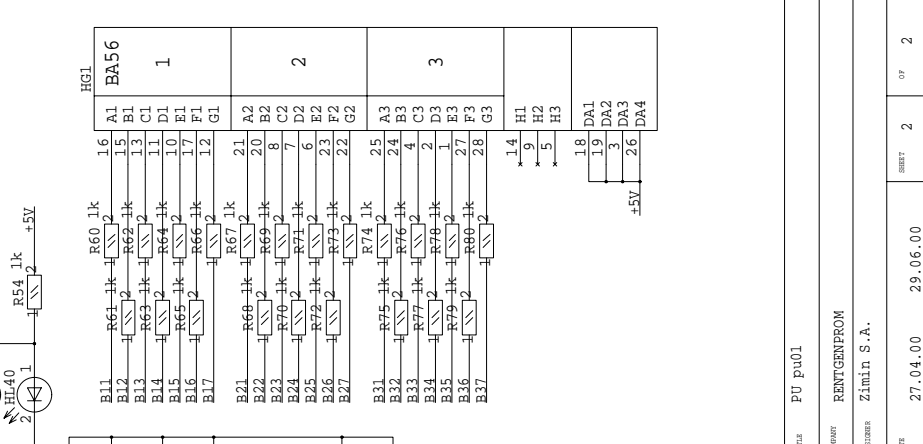 HG1
BA56
1
2
3
A1
B1
C1
D1
E1
F1
G1
A2
B2
C2
D2
E2
F2
G2
A3
B3
C3
D3
E3
F3
G3
H1
H2
H3
DA1
DA2
DA3
DA4
16
15
13
11
10
17
12
21
20
8
7
6
23
22
25
24
4
2
1
27
28
14
9
5
18
19
3
26
+5V
R60 1k
R62 1k
R64 1k
R66 1k
R67 1k
R69 1k
R71 1k
R73 1k
R74 1k
R76 1k
R78 1k
R80 1k
R61 1k
R63 1k
R65 1k
R68 1k
R70 1k
R72 1k
R75 1k
R77 1k
R79 1k
B11
B12
B13
B14
B15
B16
B17
B21
B22
B23
B24
B25
B26
B27
B31
B32
B33
B34
B35
B36
B37
+5V
R54 1k
1 2
HL40
1
2
PU pu01
RENTGENPROM
Zimin S.A.
27.04.00
29.06.00
SHEET
2
OF
2